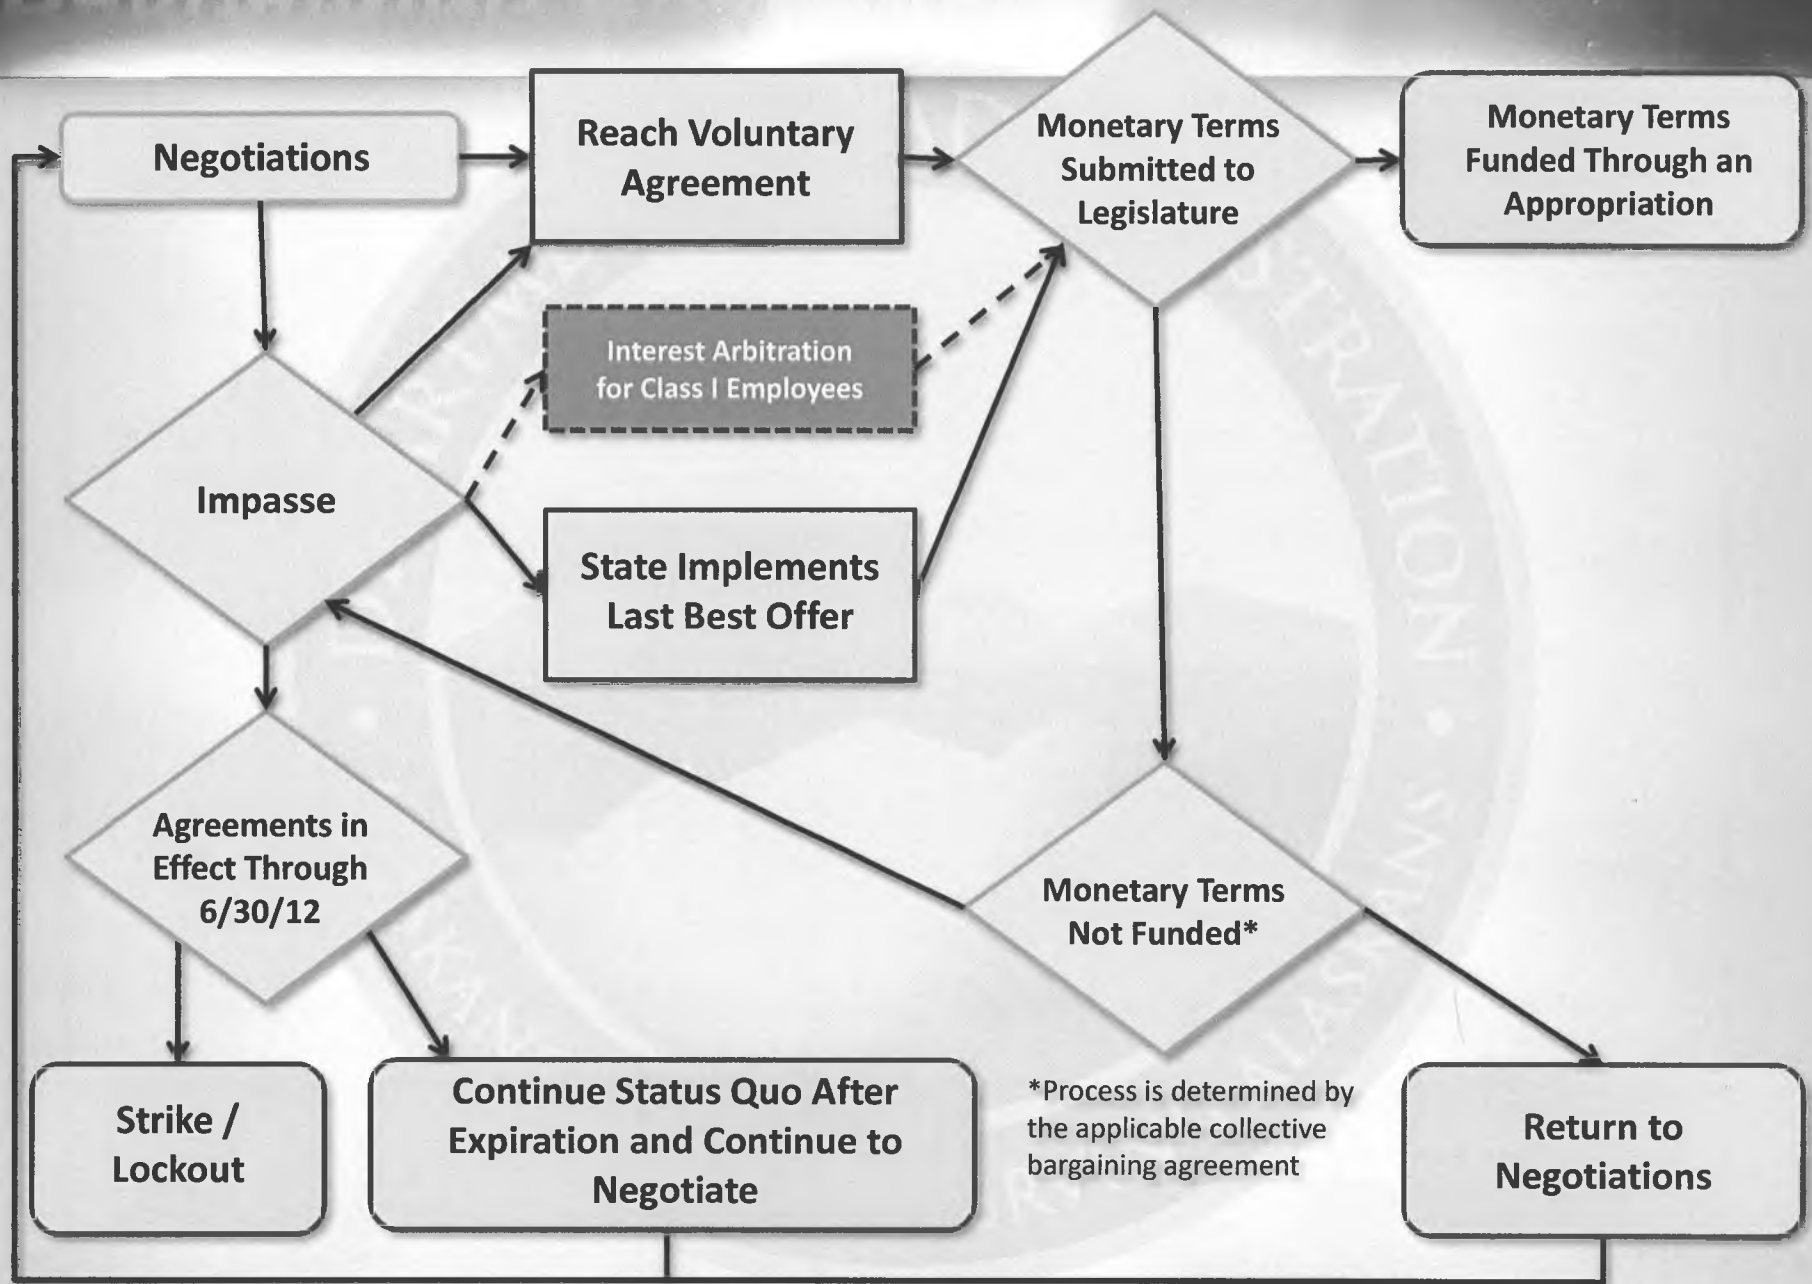 Negotiations
Reach Voluntary
Agreement
Monetary Terms
Submitted to
Legislature
Monetary Terms
Funded Through an
Appropriation
Interest Arbitration
for Class I Employees
Impasse
State Implements
Last Best Offer
Agreements in
Effect Through
6/30/12
Monetary Terms
Not Funded*
Strike /
Lockout
Continue Status Quo After
Expiration and Continue to
Negotiate
*Process is determined by
the applicable collective
bargaining agreement
Return to
Negotiations